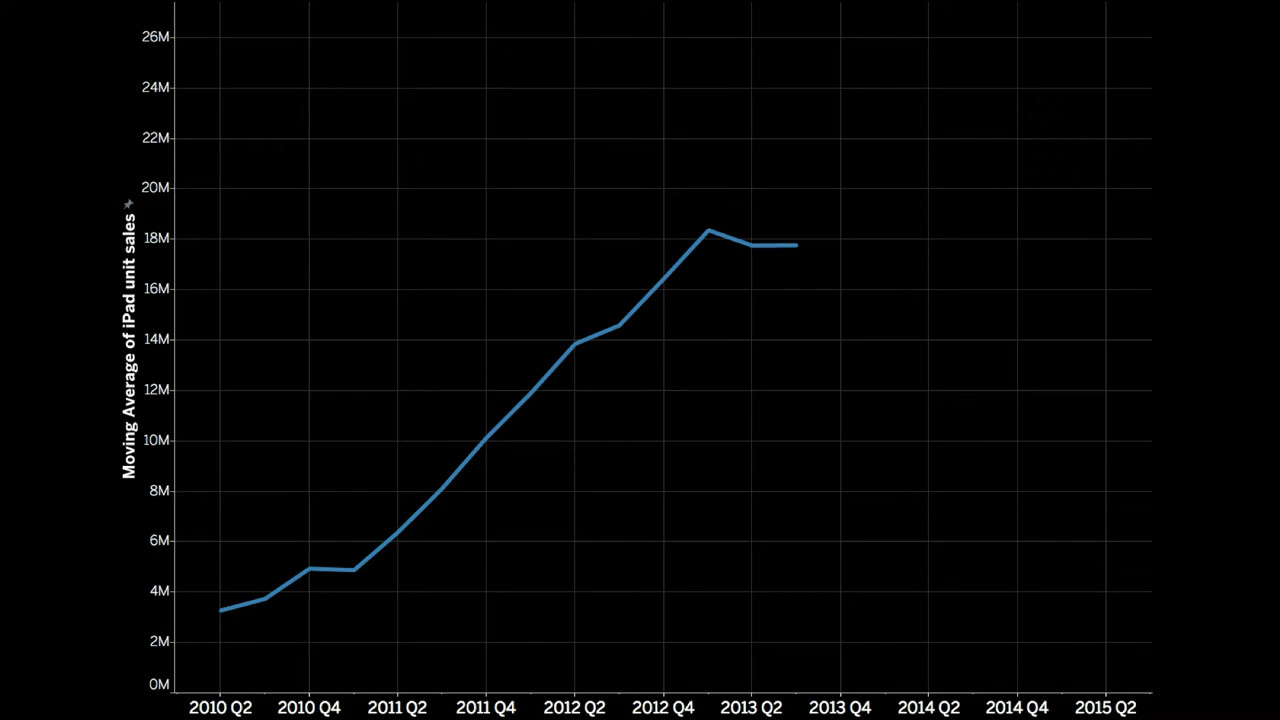 26M
24M
22M
20M
18M
16M
14M
12M
10M
8M
6M
4M
2M
0M
Moving Average of iPad unit sales
2010 Q2 2010 Q4 2011 Q2 2011 Q4 2012 Q2 2012 Q4 2013 Q2 2013 Q4 2014 Q2 2014 Q4 2015 Q2